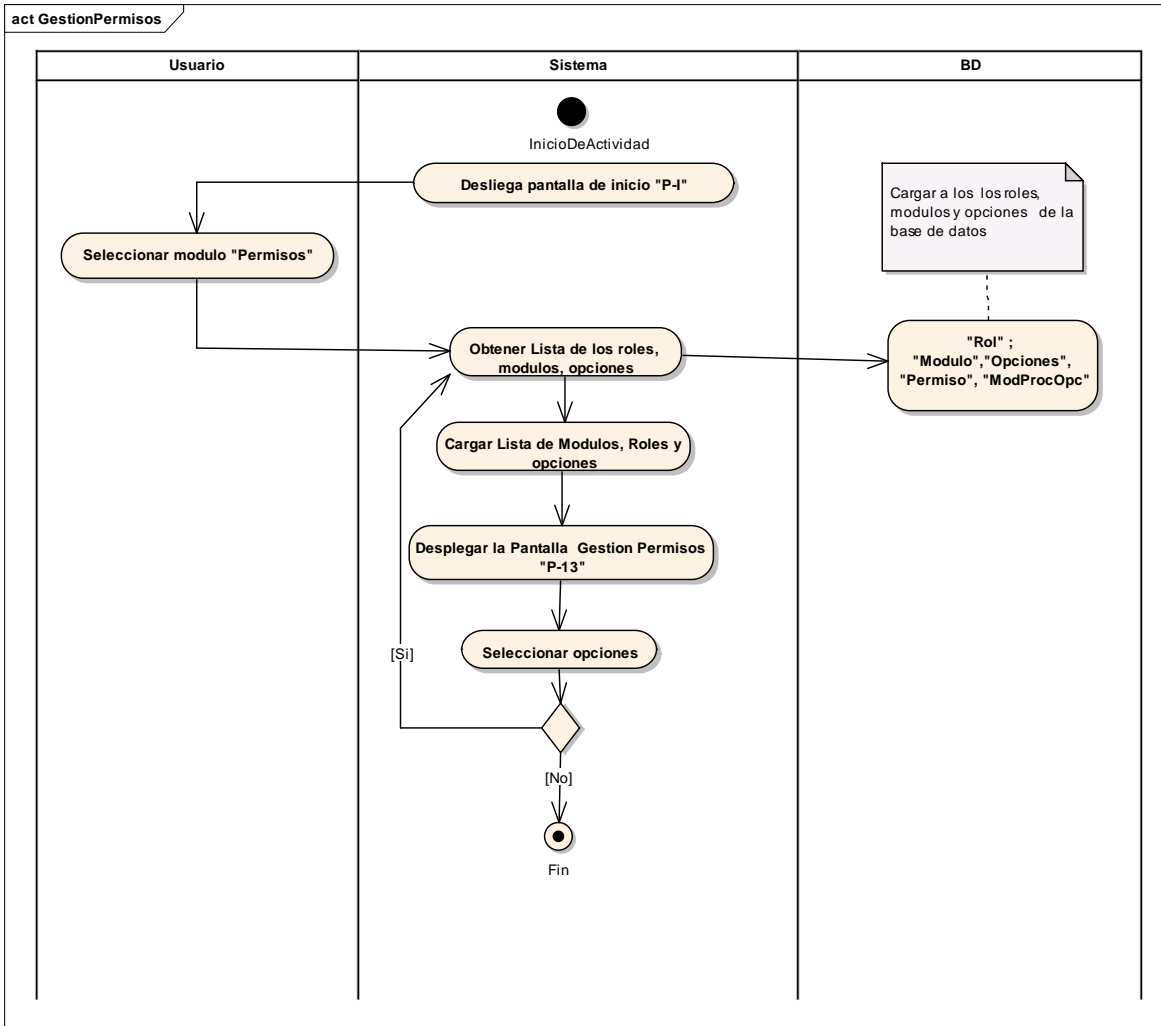 act GestionPermisos
Usuario
Sistema
BD
InicioDeActividad
Desliega pantalla de inicio "P-I"
Cargar a los los roles,
modulos y opciones de la
base de datos
Seleccionar modulo "Permisos"
Obtener Lista de los roles,
modulos, opciones
"Rol" ;
"Modulo","Opciones",
"Permiso", "ModProcOpc"
Cargar Lista de Modulos, Roles y
opciones
Desplegar la Pantalla Gestion Permisos
"P-13"
Seleccionar opciones
[Si]
[No]
Fin